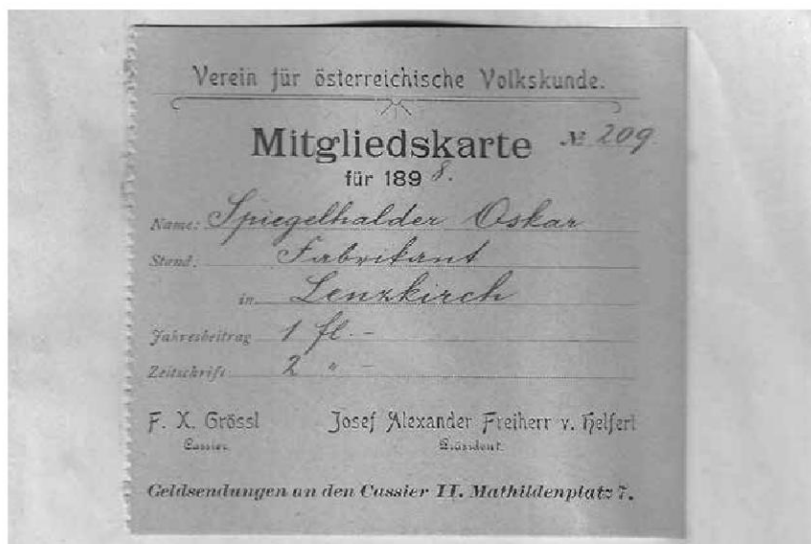 Verein für österreichische Volkskunde.
Mitgliedskarte № 209
für 1898.
Name: Spiegelhalder Oskar
Stand: Fabrikant
in Lenzkirch
Jahresbeitrag 1 fl. –
Zeitschrift 2 " –
F. X. Grössl Josef Alexander Freiherr v. Helfert
Cassier. Präsident.
Geldsendungen an den Cassier II. Mathildenplatz 7.